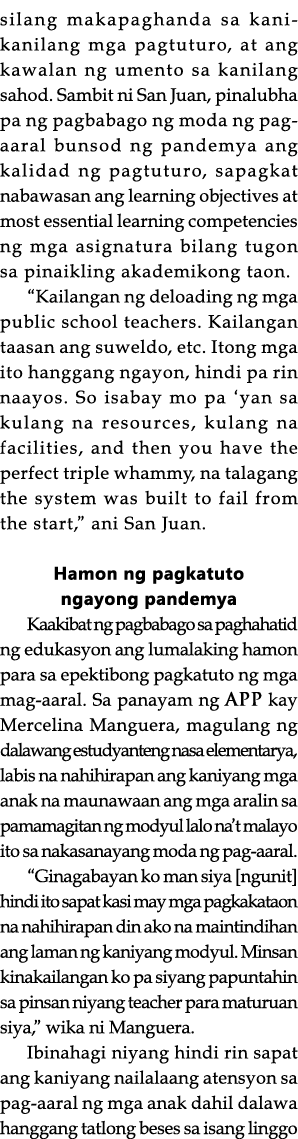 silang makapaghanda sa kani-
kanilang mga pagtuturo, at ang
kawalan ng umento sa kanilang
sahod. Sambit ni San Juan, pinalubha
pa ng pagbabago ng moda ng pag-
aaral bunsod ng pandemya ang
kalidad ng pagtuturo, sapagkat
nabawasan ang learning objectives at
most essential learning competencies
ng mga asignatura bilang tugon
sa pinaikling akademikong taon.
“Kailangan ng deloading ng mga
public school teachers. Kailangan
taasan ang suweldo, etc. Itong mga
ito hanggang ngayon, hindi pa rin
naayos. So isabay mo pa ‘yan sa
kulang na resources, kulang na
facilities, and then you have the
perfect triple whammy, na talagang
the system was built to fail from
the start,” ani San Juan.
Hamon ng pagkatuto
ngayong pandemya
Kaakibat ng pagbabago sa paghahatid
ng edukasyon ang lumalaking hamon
para sa epektibong pagkatuto ng mga
mag-aaral. Sa panayam ng APP kay
Mercelina Manguera, magulang ng
dalawang estudyanteng nasa elementarya,
labis na nahihirapan ang kaniyang mga
anak na maunawaan ang mga aralin sa
pamamagitan ng modyul lalo na’t malayo
ito sa nakasanayang moda ng pag-aaral.
“Ginagabayan ko man siya [ngunit]
hindi ito sapat kasi may mga pagkakataon
na nahihirapan din ako na maintindihan
ang laman ng kaniyang modyul. Minsan
kinakailangan ko pa siyang papuntahin
sa pinsan niyang teacher para maturuan
siya,” wika ni Manguera.
Ibinahagi niyang hindi rin sapat
ang kaniyang nailalaang atensyon sa
pag-aaral ng mga anak dahil dalawa
hanggang tatlong beses sa isang linggo